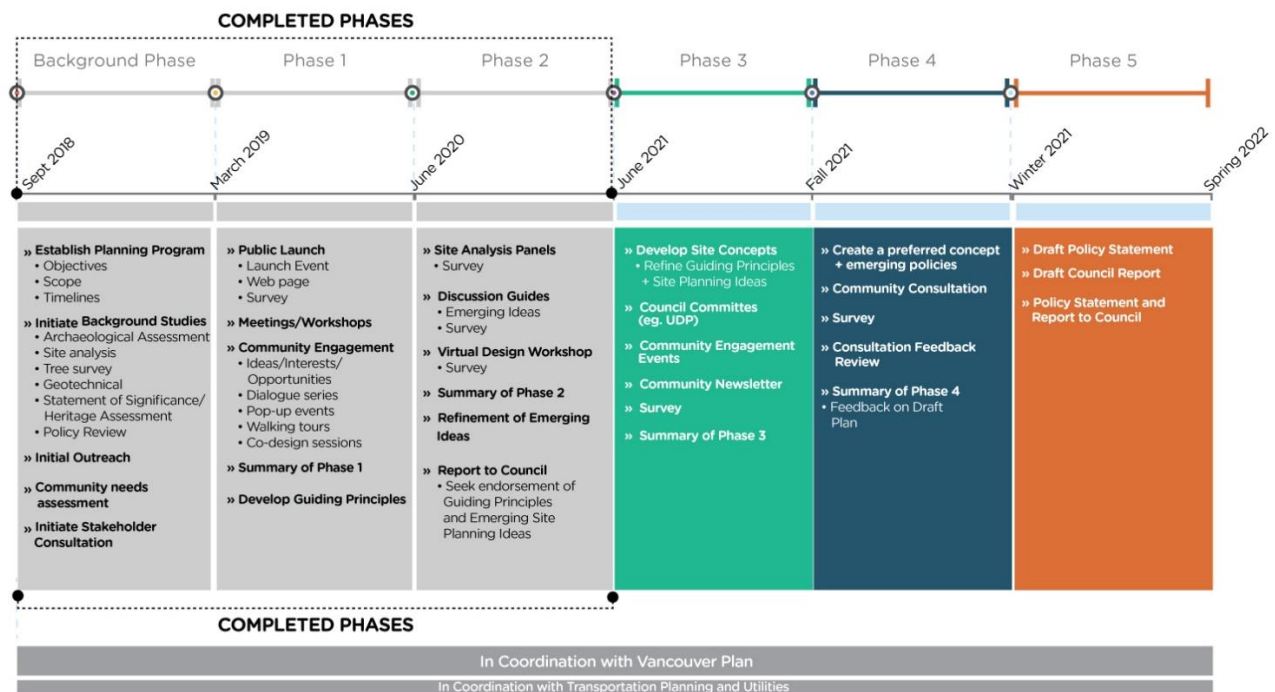 COMPLETED PHASES
Background Phase
Phase 1
Phase 2
Phase 3
Phase 4
Phase 5
Sept 2018
March 2019
June 2020
June 2021
Fall 2021
Winter 2021
Spring 2022
» Establish Planning Program
• Objectives
• Scope
• Timelines
» Initiate Background Studies
• Archaeological Assessment
• Site analysis
• Tree survey
• Geotechnical
• Statement of Significance/
Heritage Assessment
• Policy Review
» Initial Outreach
» Community needs
assessment
» Initiate Stakeholder
Consultation
» Public Launch
• Launch Event
• Web page
• Survey
» Meetings/Workshops
» Community Engagement
• Ideas/Interests/
Opportunities
• Dialogue series
• Pop-up events
• Walking tours
• Co-design sessions
» Summary of Phase 1
» Develop Guiding Principles
» Site Analysis Panels
• Survey
» Discussion Guides
• Emerging Ideas
• Survey
» Virtual Design Workshop
• Survey
» Summary of Phase 2
» Refinement of Emerging
Ideas
» Report to Council
• Seek endorsement of
Guiding Principles
and Emerging Site
Planning Ideas
» Develop Site Concepts
• Refine Guiding Principles
+ Site Planning Ideas
» Council Committes
(eg. UDP)
» Community Engagement
Events
» Community Newsletter
» Survey
» Summary of Phase 3
» Create a preferred concept
+ emerging policies
» Community Consultation
» Survey
» Consultation Feedback
Review
» Summary of Phase 4
• Feedback on Draft
Plan
» Draft Policy Statement
» Draft Council Report
» Policy Statement and
Report to Council
COMPLETED PHASES
In Coordination with Vancouver Plan
In Coordination with Transportation Planning and Utilities